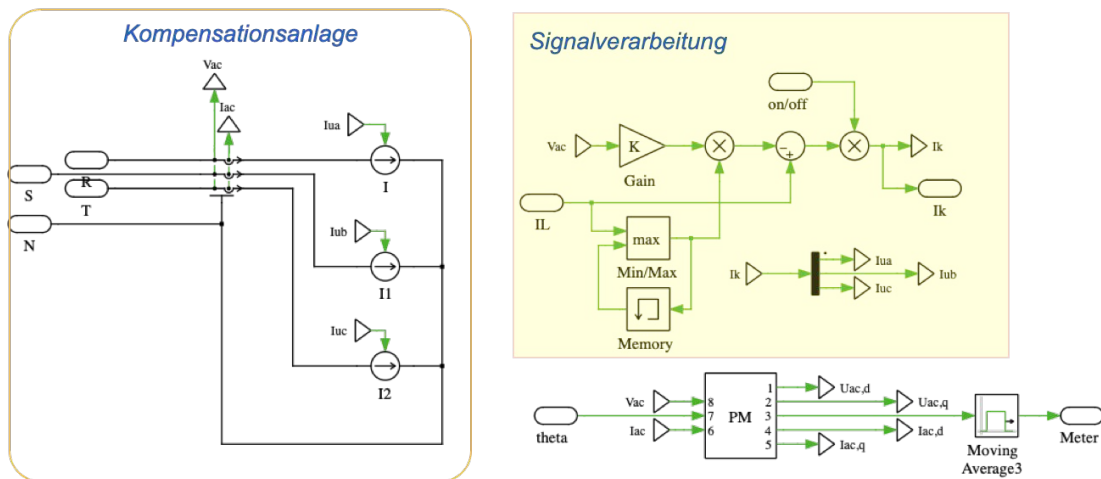 Kompensationsanlage
Vac
Iac
Iua
R
I
S
T
N
Iub
I1
Iuc
I2
Signalverarbeitung
on/off
Vac
K
Gain
-
+
Ik
IL
Ik
max
Min/Max
Memory
Ik
Iua
Iub
Iuc
theta
Vac
Iac
8
7
6
PM
1
2
3
4
5
Uac,d
Uac,q
Iac,d
Iac,q
Moving
Average3
Meter